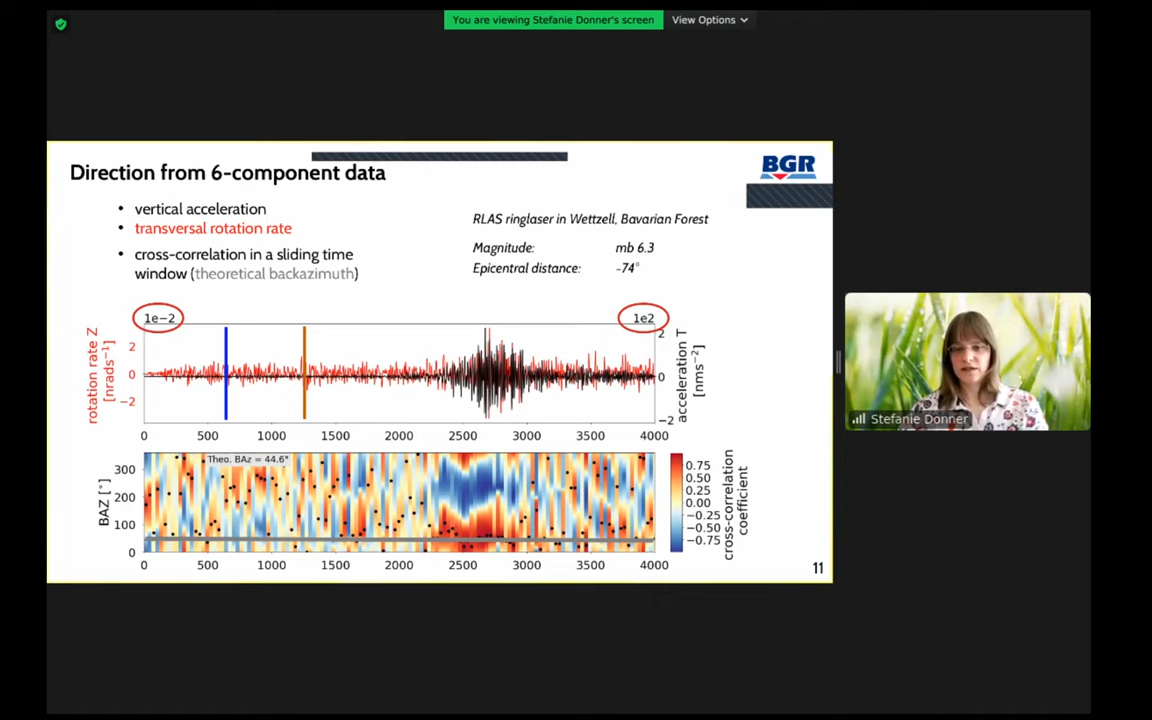 You are viewing Stefanie Donner's screen
View Options
Direction from 6-component data
BGR
• vertical acceleration
• transversal rotation rate
• cross-correlation in a sliding time
window (theoretical backazimuth)
RLAS ringlaser in Wettzell, Bavarian Forest
Magnitude: mb 6.3
Epicentral distance: ~74°
1e−2
1e2
rotation rate Z
[nrads⁻¹]
2
0
−2
2
0
−2
acceleration T
[nms⁻²]
0 500 1000 1500 2000 2500 3000 3500 4000
Theo. BAz = 44.6°
BAZ [°]
300
200
100
0
0 500 1000 1500 2000 2500 3000 3500 4000
0.75
0.50
0.25
0.00
−0.25
−0.50
−0.75
cross-correlation
coefficient
11
Stefanie Donner